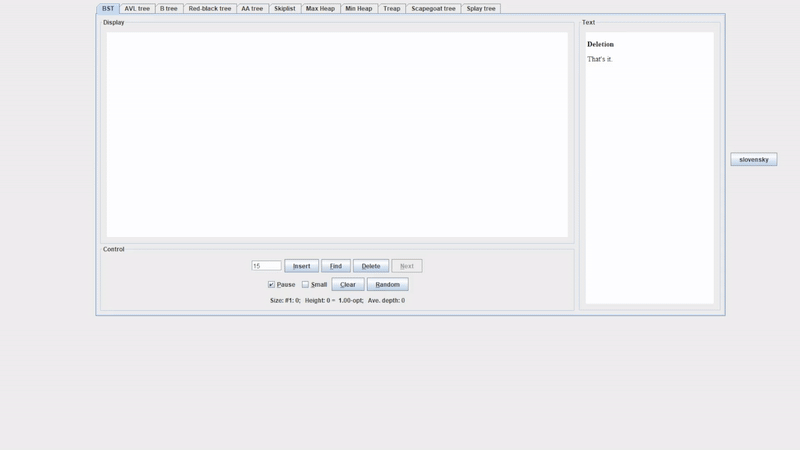 BST AVL tree B tree Red-black tree AA tree Skiplist Max Heap Min Heap Treap Scapegoat tree Splay tree
Display
Text
Deletion
That's it.
slovensky
Control
15 Insert Find Delete Next
Pause Small Clear Random
Size: #1: 0; Height: 0 = 1.00-opt; Ave. depth: 0